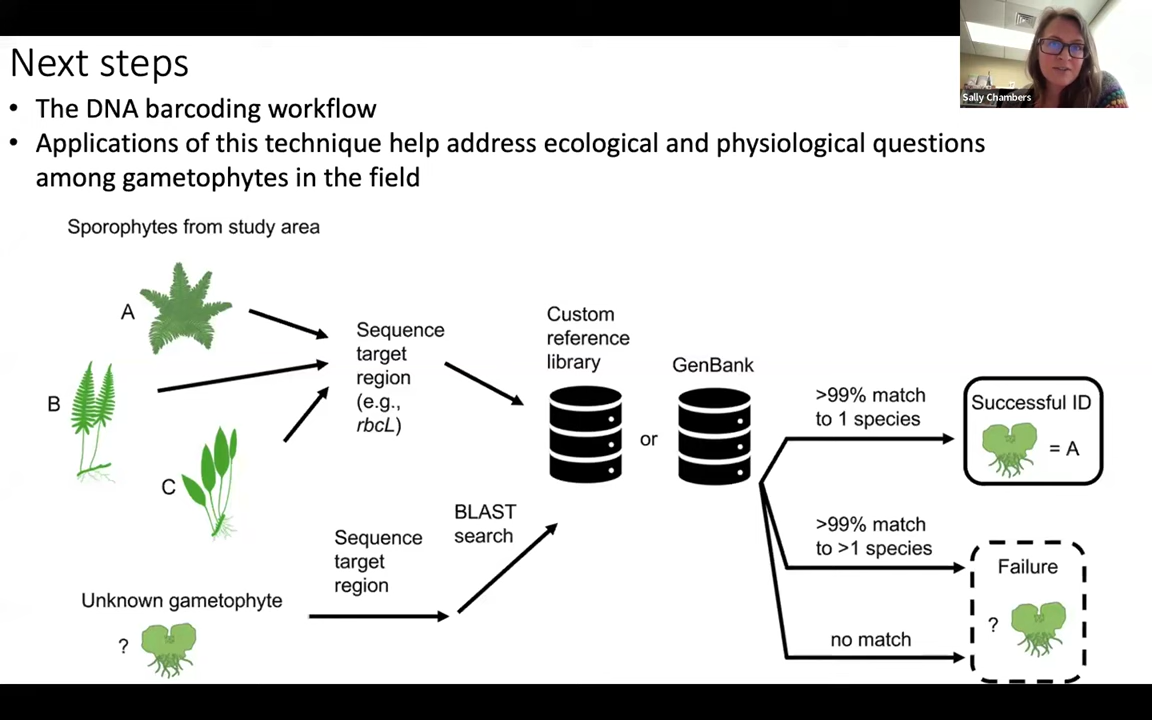 Next steps
Sally Chambers
• The DNA barcoding workflow
• Applications of this technique help address ecological and physiological questions
among gametophytes in the field
Sporophytes from study area
A
B
C
Sequence
target
region
(e.g.,
rbcL)
Custom
reference
library
or
GenBank
>99% match
to 1 species
Successful ID
= A
Unknown gametophyte
?
Sequence
target
region
BLAST
search
>99% match
to >1 species
no match
Failure
?